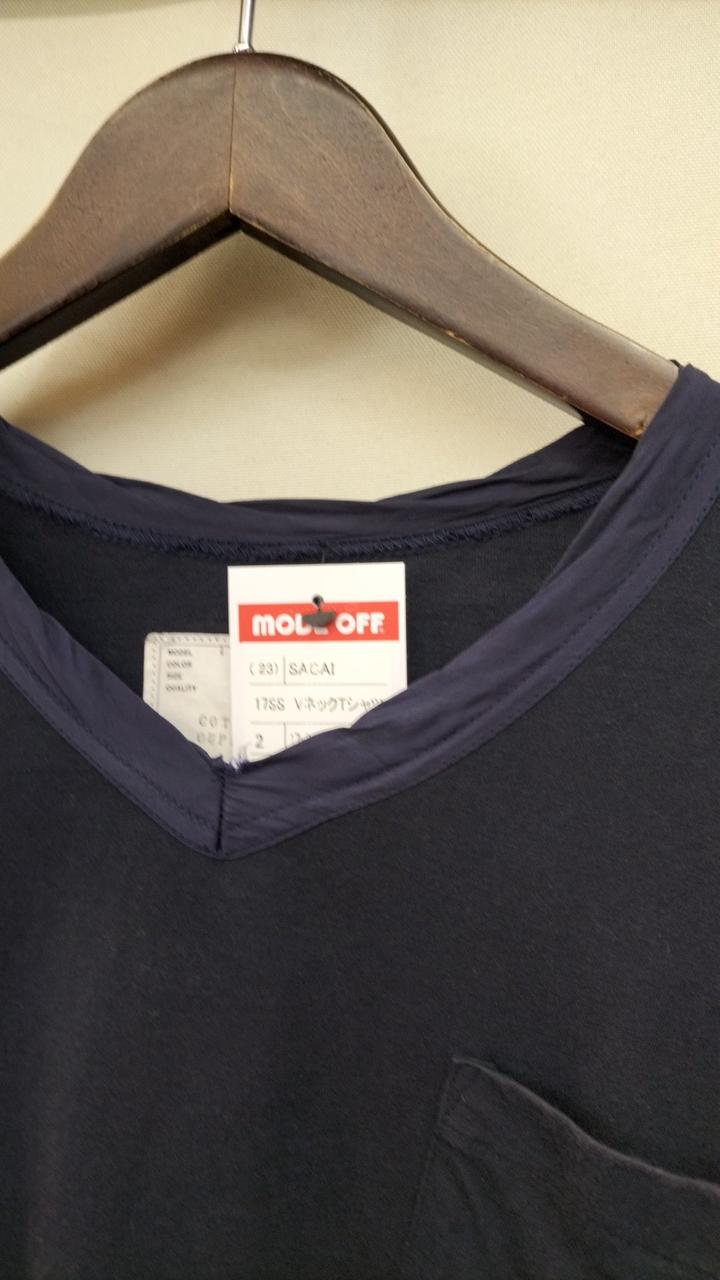 MODE OFF
(23) SACAI
17SS VネックTシャツ
2
MODEL
COLOR
SIZE
QUALITY